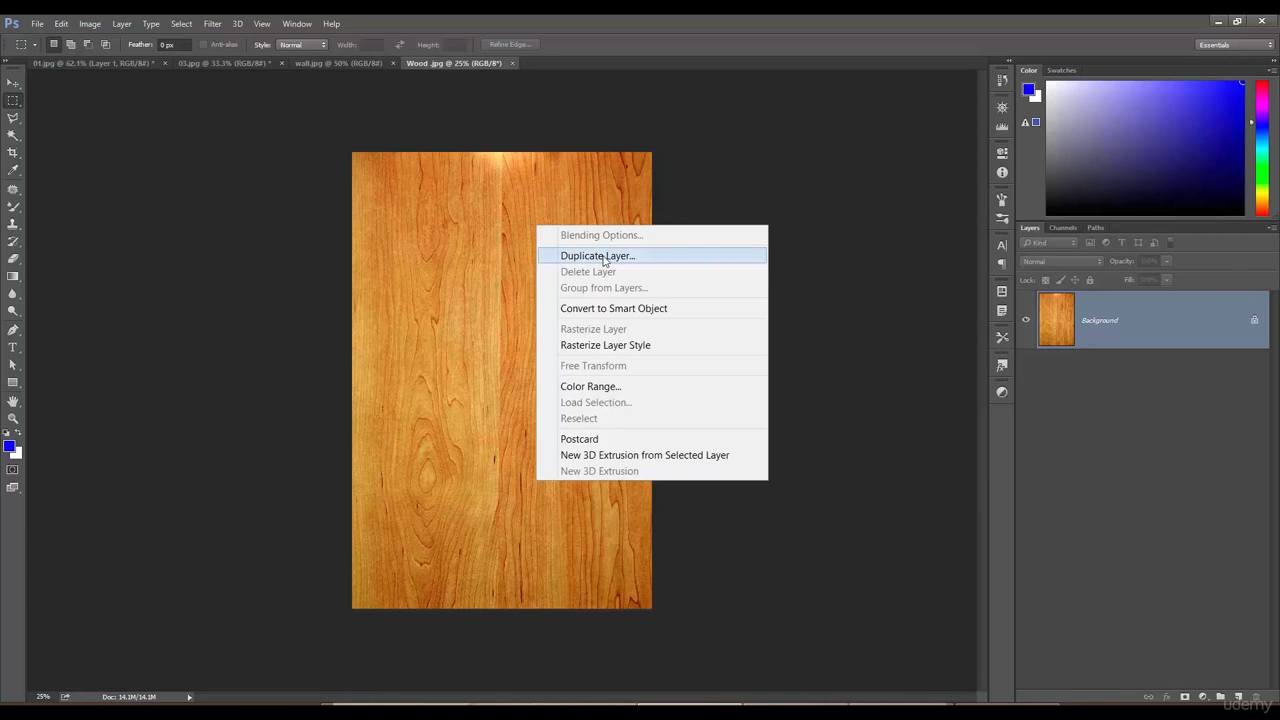 Ps File Edit Image Layer Type Select Filter 3D View Window Help
Feather: 0 px Anti-alias Style: Normal Width: Height: Refine Edge... Essentials
01.jpg @ 62.1% (Layer 1, RGB/8#) * × 03.jpg @ 33.3% (RGB/8*) * × wall.jpg @ 50% (RGB/8#) × Wood .jpg @ 25% (RGB/8*) ×
Color Swatches
Layers Channels Paths
Kind
Normal Opacity: 100%
Lock: Fill:
Background
Blending Options...
Duplicate Layer...
Delete Layer
Group from Layers...
Convert to Smart Object
Rasterize Layer
Rasterize Layer Style
Free Transform
Color Range...
Load Selection...
Reselect
Postcard
New 3D Extrusion from Selected Layer
New 3D Extrusion
25% Doc: 14.1M/14.1M
udemy